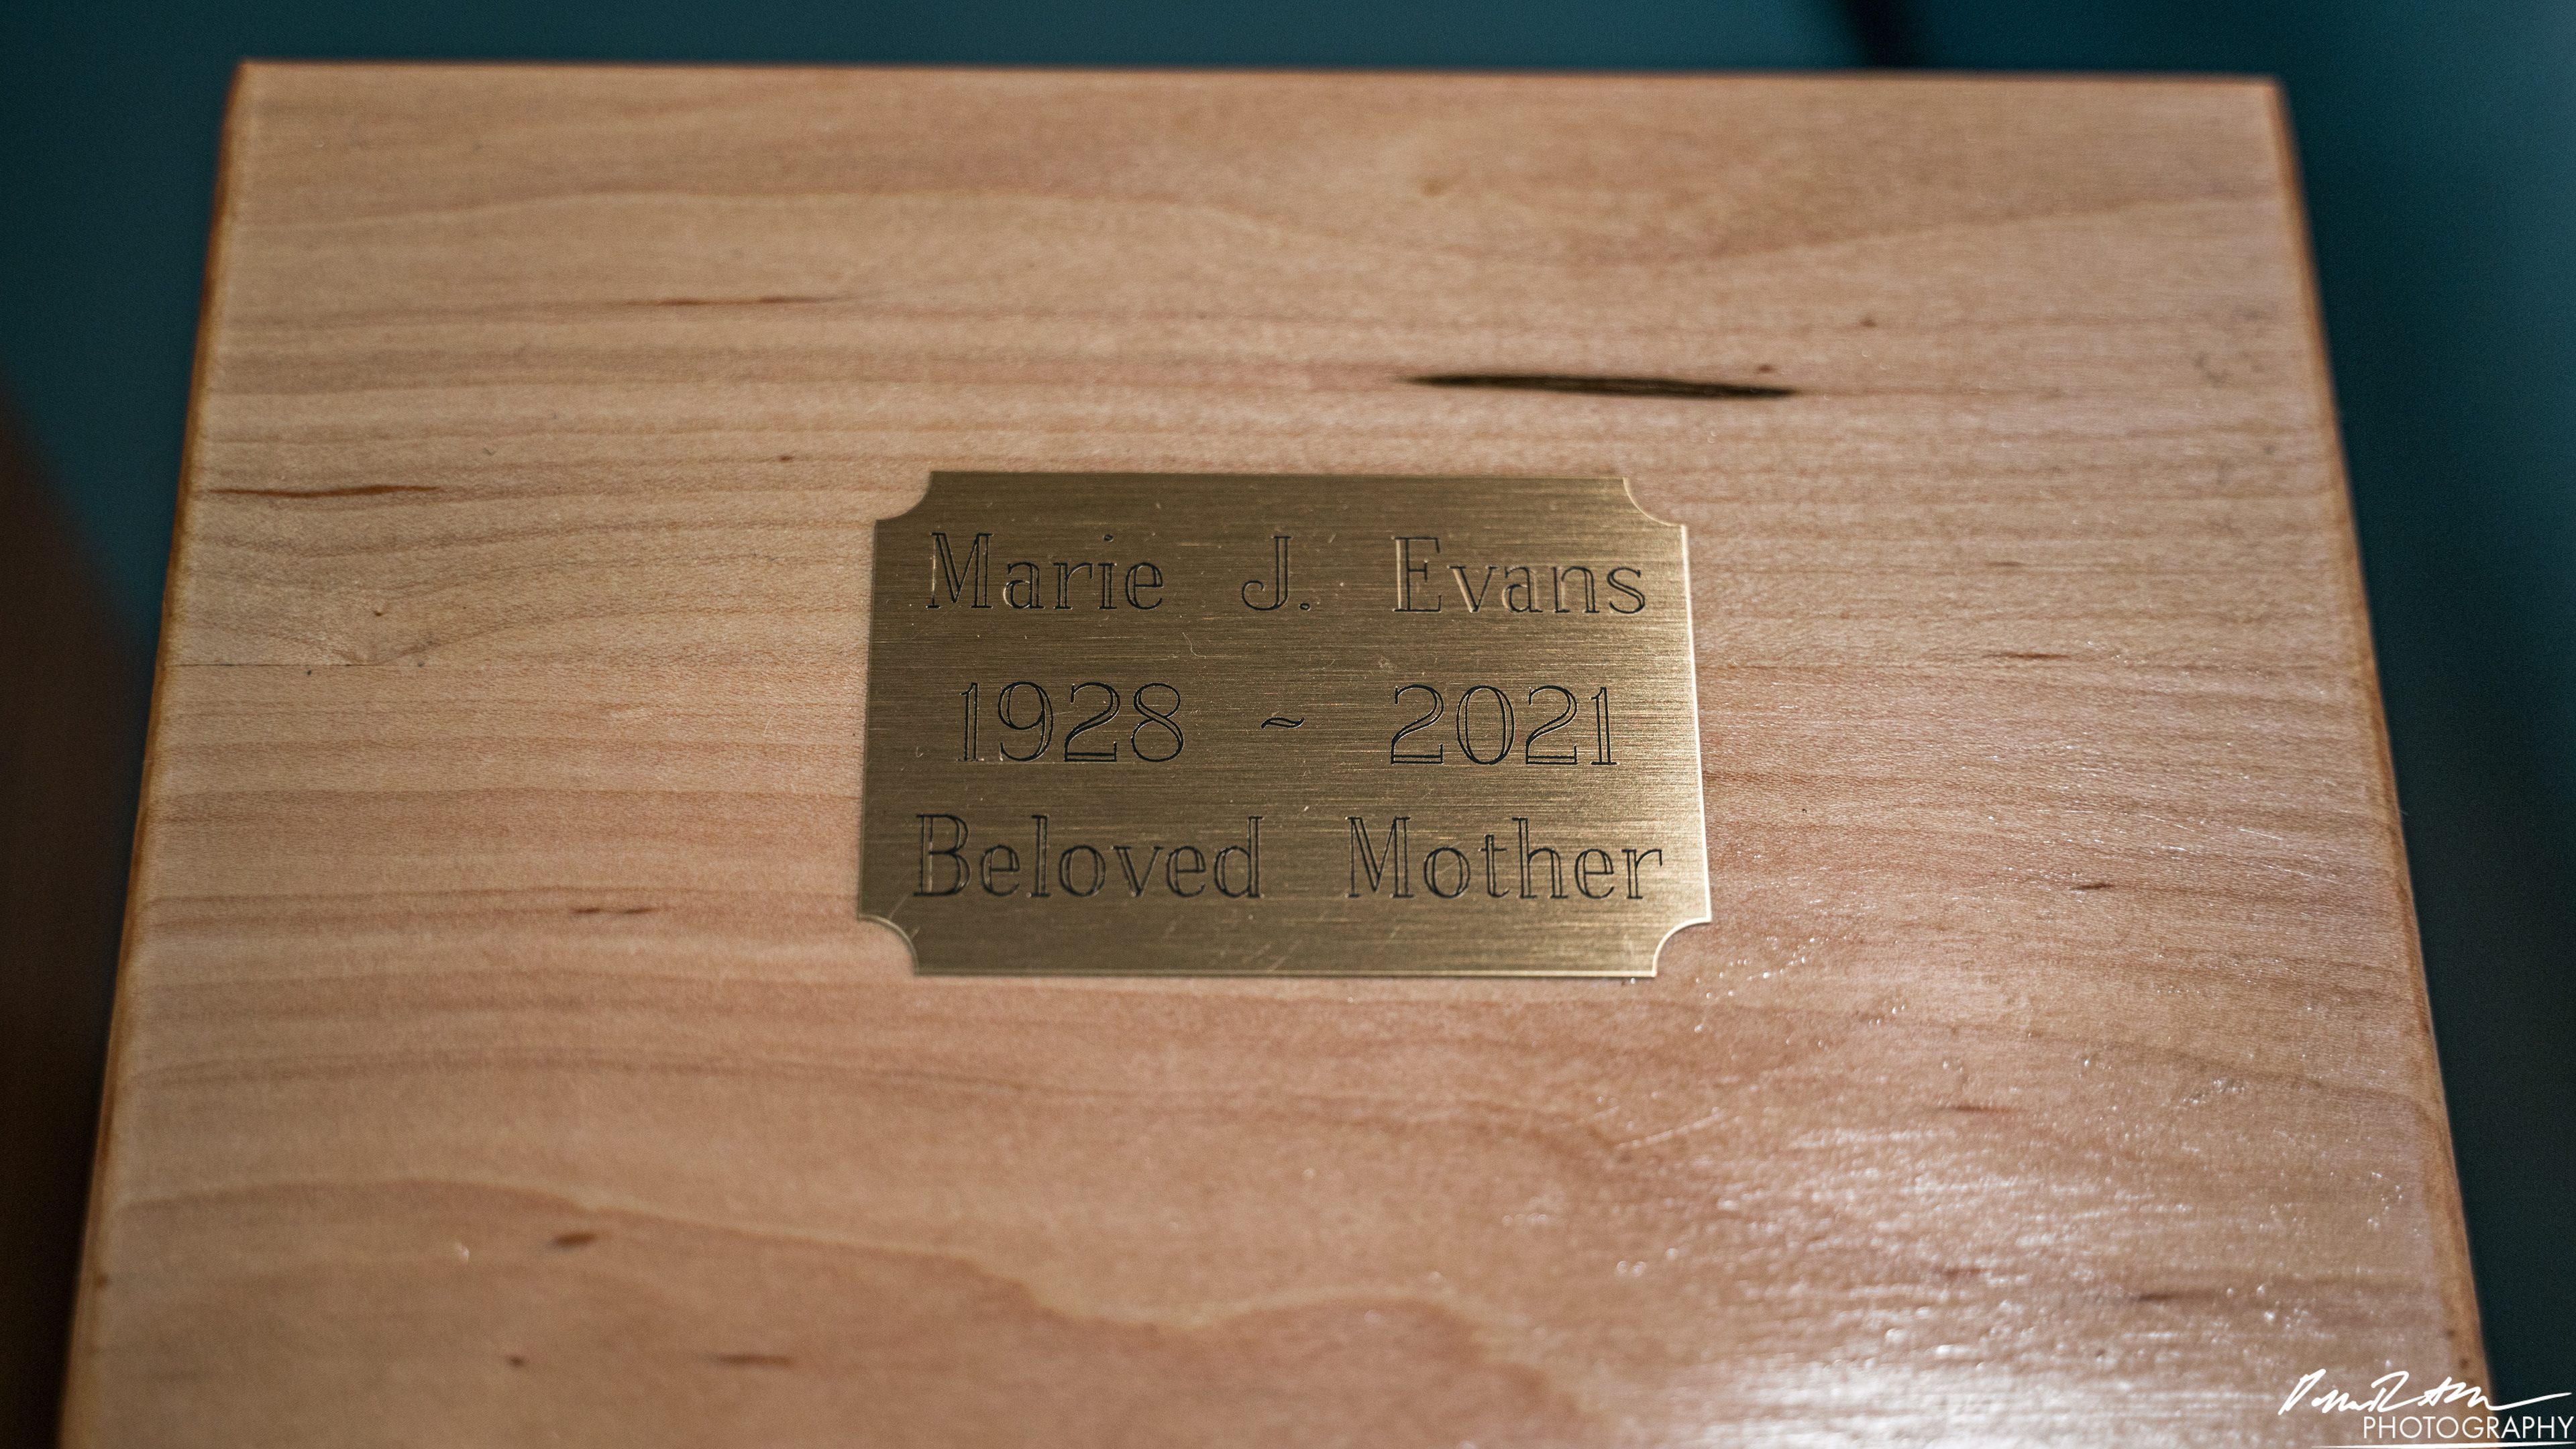 Marie J. Evans
1928 ~ 2021
Beloved Mother
PHOTOGRAPHY